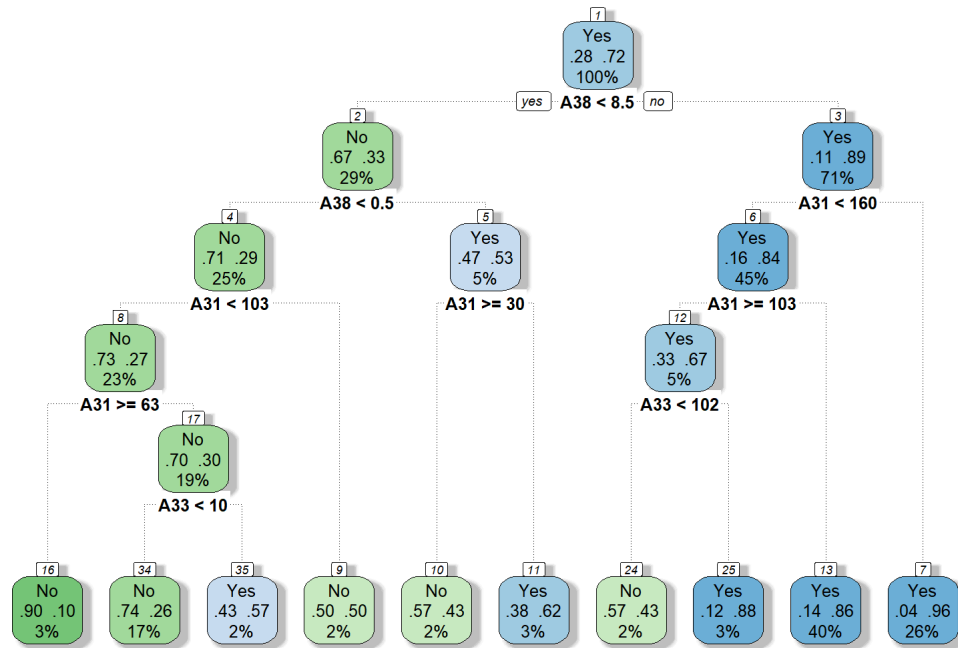 1
Yes
.28 .72
100%
yes A38 < 8.5 no
2
No
.67 .33
29%
A38 < 0.5
3
Yes
.11 .89
71%
A31 < 160
4
No
.71 .29
25%
A31 < 103
5
Yes
.47 .53
5%
A31 >= 30
6
Yes
.16 .84
45%
A31 >= 103
8
No
.73 .27
23%
A31 >= 63
12
Yes
.33 .67
5%
A33 < 102
17
No
.70 .30
19%
A33 < 10
16
No
.90 .10
3%
34
No
.74 .26
17%
35
Yes
.43 .57
2%
9
No
.50 .50
2%
10
No
.57 .43
2%
11
Yes
.38 .62
3%
24
No
.57 .43
2%
25
Yes
.12 .88
3%
13
Yes
.14 .86
40%
7
Yes
.04 .96
26%